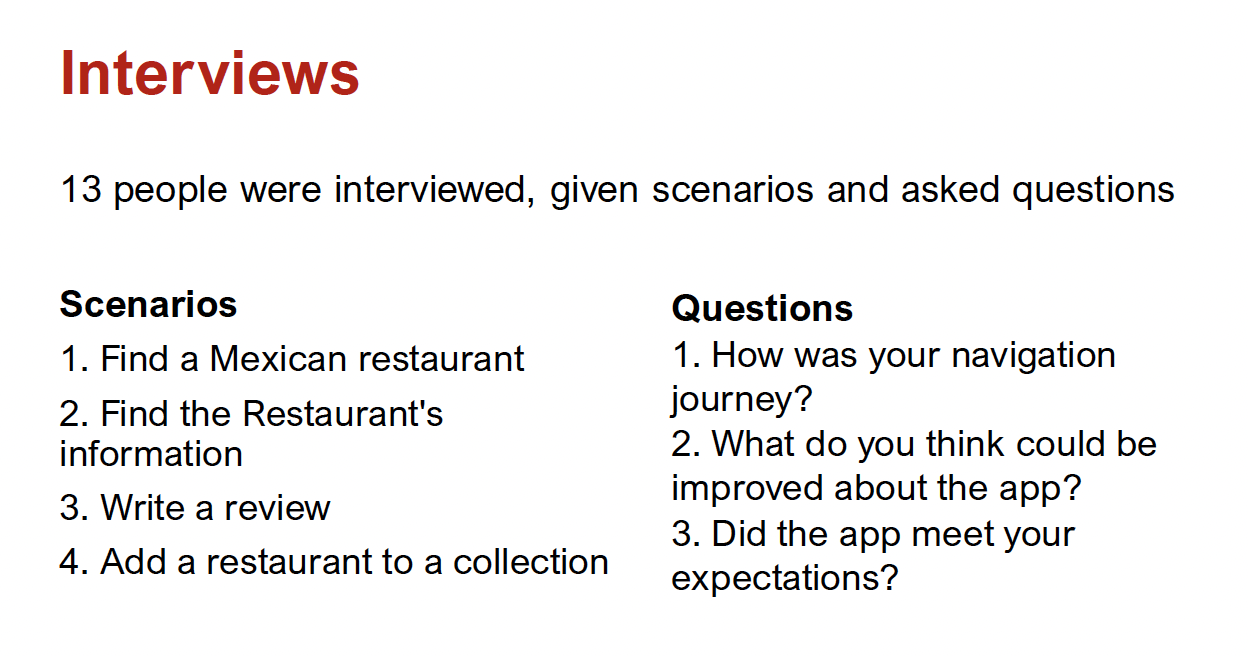 Interviews
13 people were interviewed, given scenarios and asked questions
Scenarios
1. Find a Mexican restaurant
2. Find the Restaurant's
information
3. Write a review
4. Add a restaurant to a collection
Questions
1. How was your navigation
journey?
2. What do you think could be
improved about the app?
3. Did the app meet your
expectations?